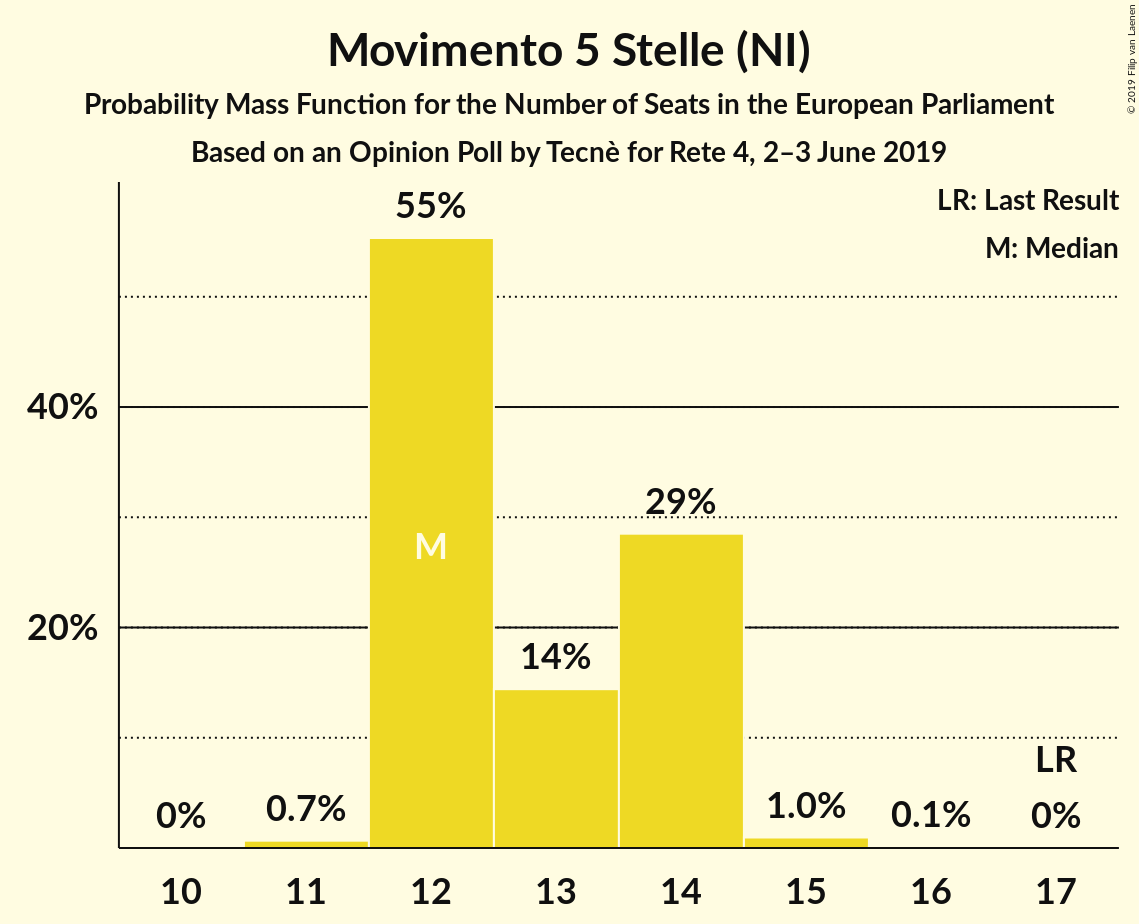 Movimento 5 Stelle (NI)
Probability Mass Function for the Number of Seats in the European Parliament
Based on an Opinion Poll by Tecnè for Rete 4, 2–3 June 2019
© 2019 Filip van Laenen
LR: Last Result
M: Median
55%
40%
29%
M
20%
14%
LR
0%
0.7%
1.0%
0.1%
0%
10
11
12
13
14
15
16
17